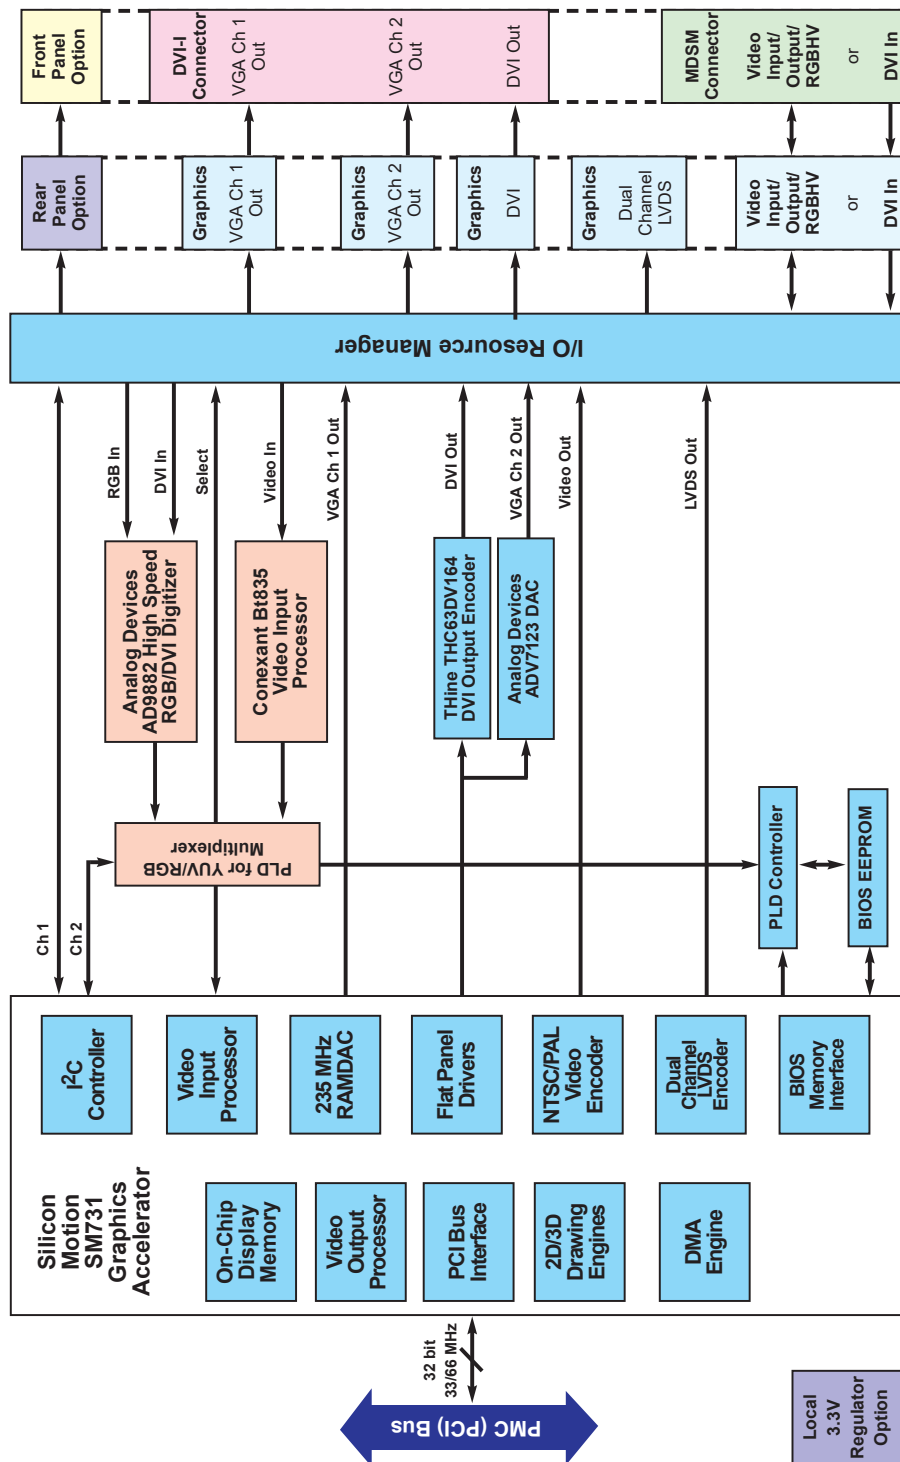 PMC (PCI) Bus
32 bit
33/66 MHz
Local
3.3V
Regulator
Option
Silicon
Motion
SM731
Graphics
Accelerator
On-Chip
Display
Memory
Video
Output
Processor
PCI Bus
Interface
2D/3D
Drawing
Engines
DMA
Engine
I2C
Controller
Video
Input
Processor
235 MHz
RAMDAC
Flat Panel
Drivers
NTSC/PAL
Video
Encoder
Dual
Channel
LVDS
Encoder
BIOS
Memory
Interface
Ch 1
Ch 2
PLD for YUV/RGB
Multiplexer
PLD Controller
BIOS EEPROM
Analog Devices
AD9882 High Speed
RGB/DVI Digitizer
Conexant Bt835
Video Input
Processor
THine THC63DV164
DVI Output Encoder
Analog Devices
ADV7123 DAC
RGB In
DVI In
Select
Video In
VGA Ch 1 Out
DVI Out
VGA Ch 2 Out
Video Out
LVDS Out
I/O Resource Manager
Rear
Panel
Option
Graphics
VGA Ch 1
Out
Graphics
VGA Ch 2
Out
Graphics
DVI
Graphics
Dual
Channel
LVDS
Video
Input/
Output/
RGBHV
or
DVI In
Front
Panel
Option
DVI-I
Connector
VGA Ch 1
Out
VGA Ch 2
Out
DVI Out
MDSM
Connector
Video
Input/
Output/
RGBHV
or
DVI In